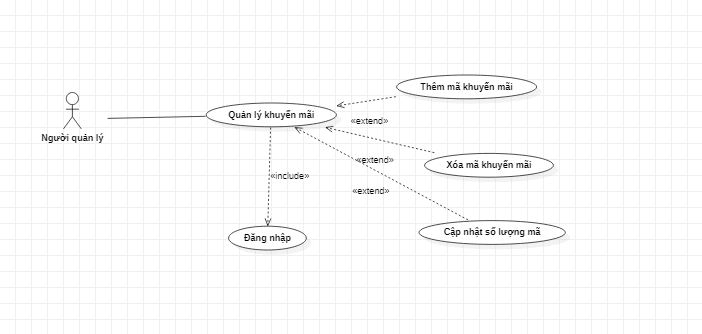 Thêm mã khuyến mãi
Quản lý khuyến mãi
«extend»
Người quản lý
«extend»
Xóa mã khuyến mãi
«include»
«extend»
Đăng nhập
Cập nhật số lượng mã